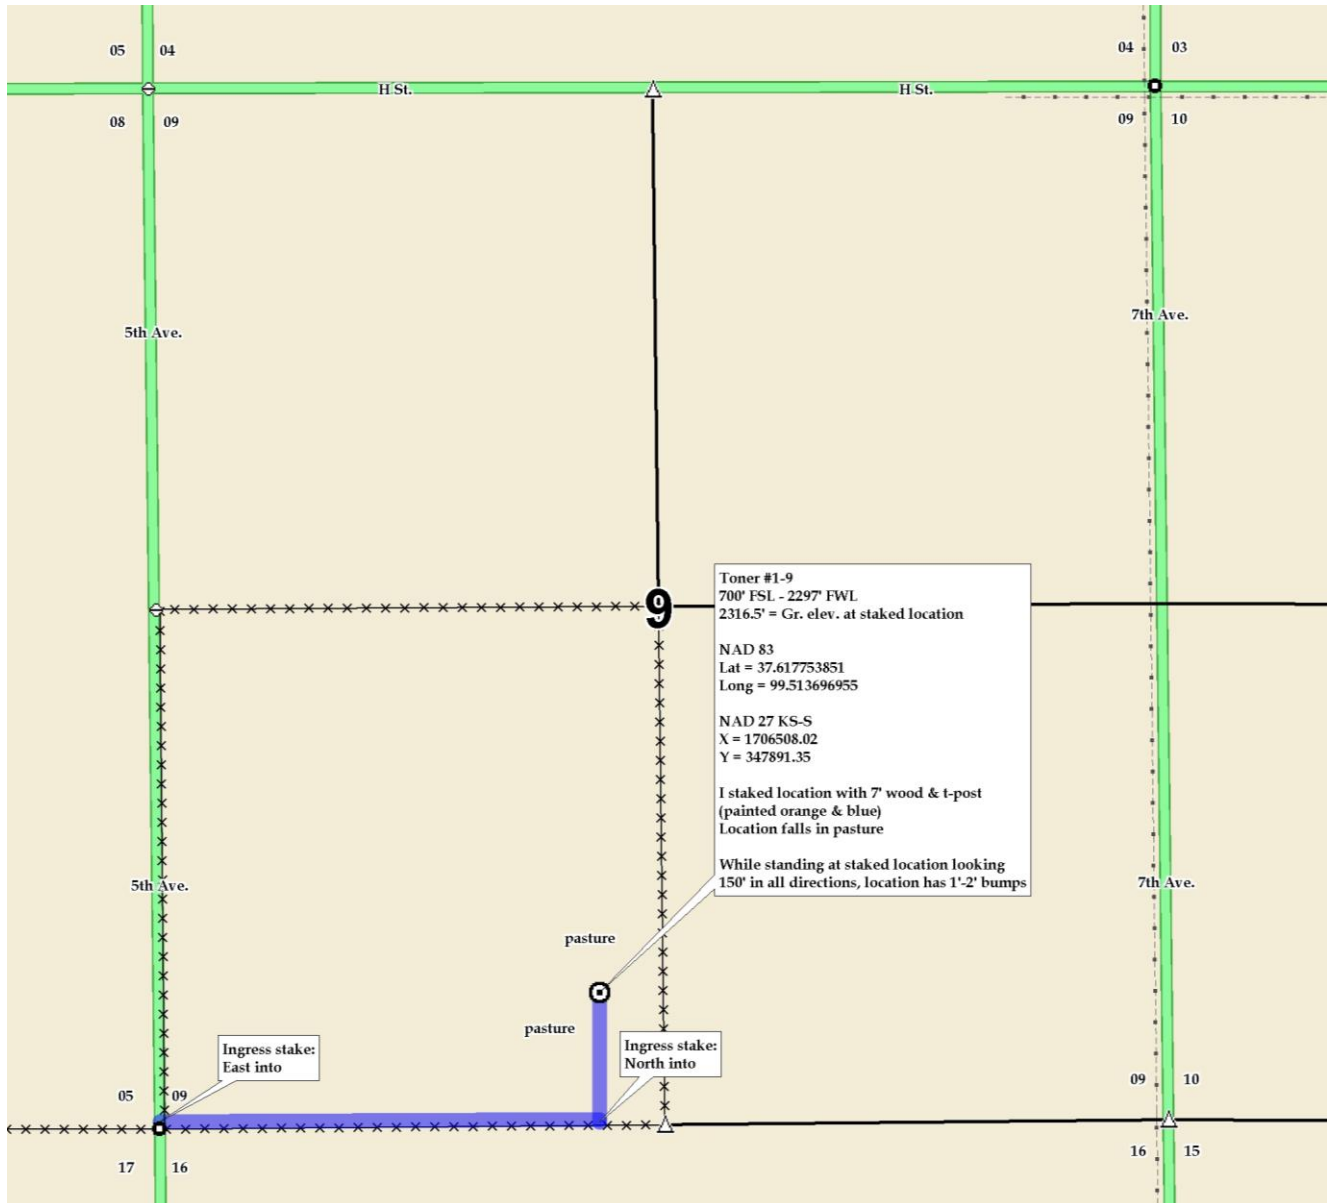 05 04
04 03
H St.
H St.
08 09
09 10
5th Ave.
7th Ave.
9
Toner #1-9
700' FSL - 2297' FWL
2316.5' = Gr. elev. at staked location
NAD 83
Lat = 37.617753851
Long = 99.513696955
NAD 27 KS-S
X = 1706508.02
Y = 347891.35
I staked location with 7' wood & t-post
(painted orange & blue)
Location falls in pasture
While standing at staked location looking
150' in all directions, location has 1'-2' bumps
5th Ave.
7th Ave.
pasture
pasture
Ingress stake:
East into
Ingress stake:
North into
05 09
09 10
17 16
16 15